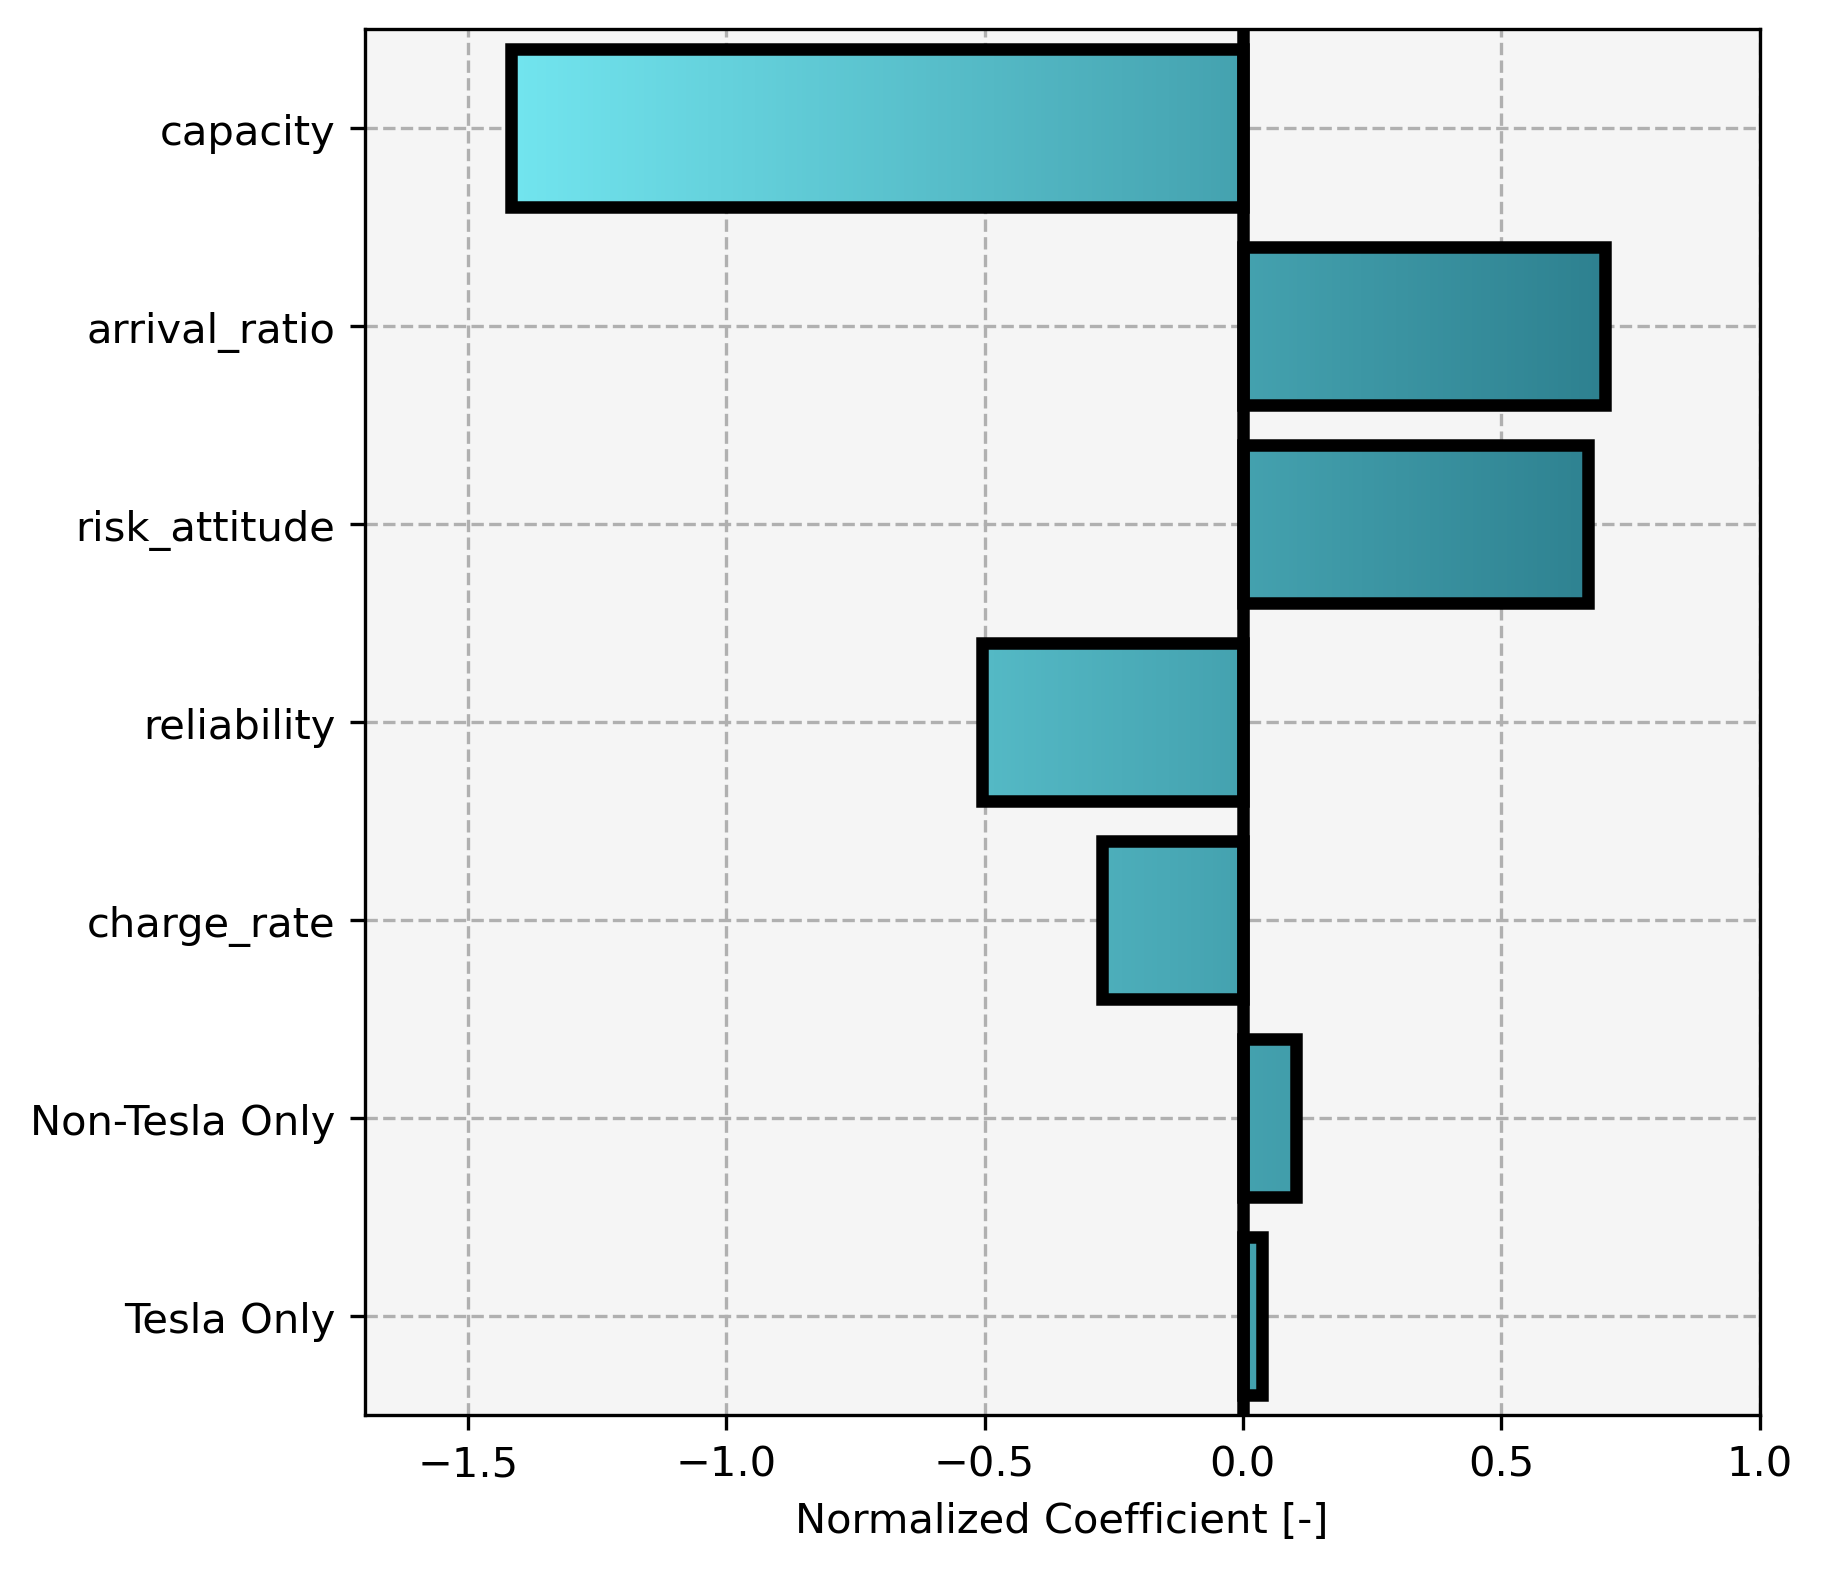 capacity
arrival_ratio
risk_attitude
reliability
charge_rate
Non-Tesla Only
Tesla Only
−1.5 −1.0 −0.5 0.0 0.5 1.0
Normalized Coefficient [-]